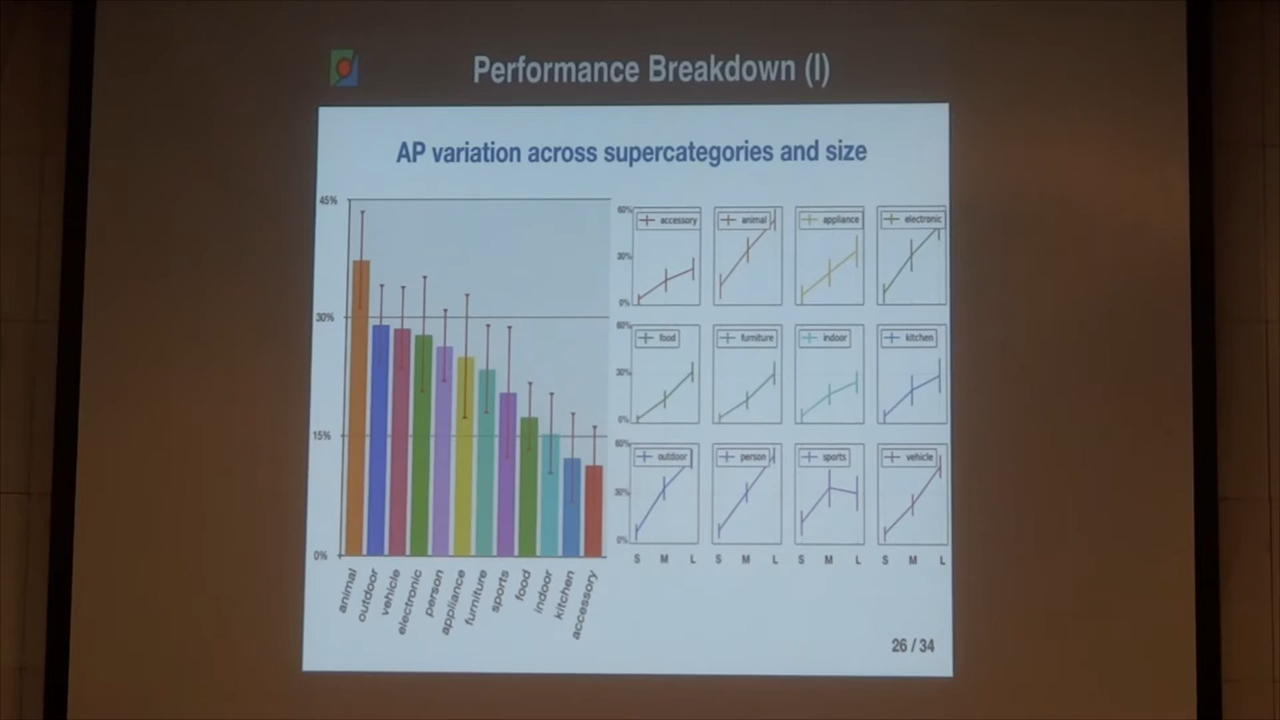 Performance Breakdown (I)
AP variation across supercategories and size
45%
30%
15%
0%
animal
outdoor
vehicle
electronic
person
appliance
furniture
sports
food
indoor
kitchen
accessory
60%
30%
0%
accessory
animal
appliance
electronic
60%
30%
0%
food
furniture
indoor
kitchen
60%
30%
0%
outdoor
person
sports
vehicle
S M L S M L S M L S M L
26 / 34